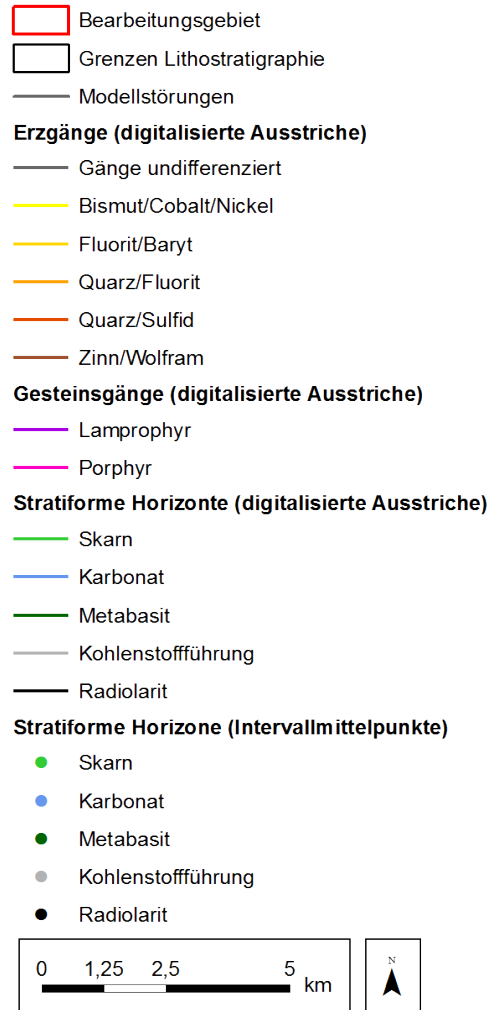 Bearbeitungsgebiet
Grenzen Lithostratigraphie
Modellstörungen
Erzgänge (digitalisierte Ausstriche)
Gänge undifferenziert
Bismut/Cobalt/Nickel
Fluorit/Baryt
Quarz/Fluorit
Quarz/Sulfid
Zinn/Wolfram
Gesteinsgänge (digitalisierte Ausstriche)
Lamprophyr
Porphyr
Stratiforme Horizonte (digitalisierte Ausstriche)
Skarn
Karbonat
Metabasit
Kohlenstoffführung
Radiolarit
Stratiforme Horizone (Intervallmittelpunkte)
Skarn
Karbonat
Metabasit
Kohlenstoffführung
Radiolarit
0 1,25 2,5 5 km
N